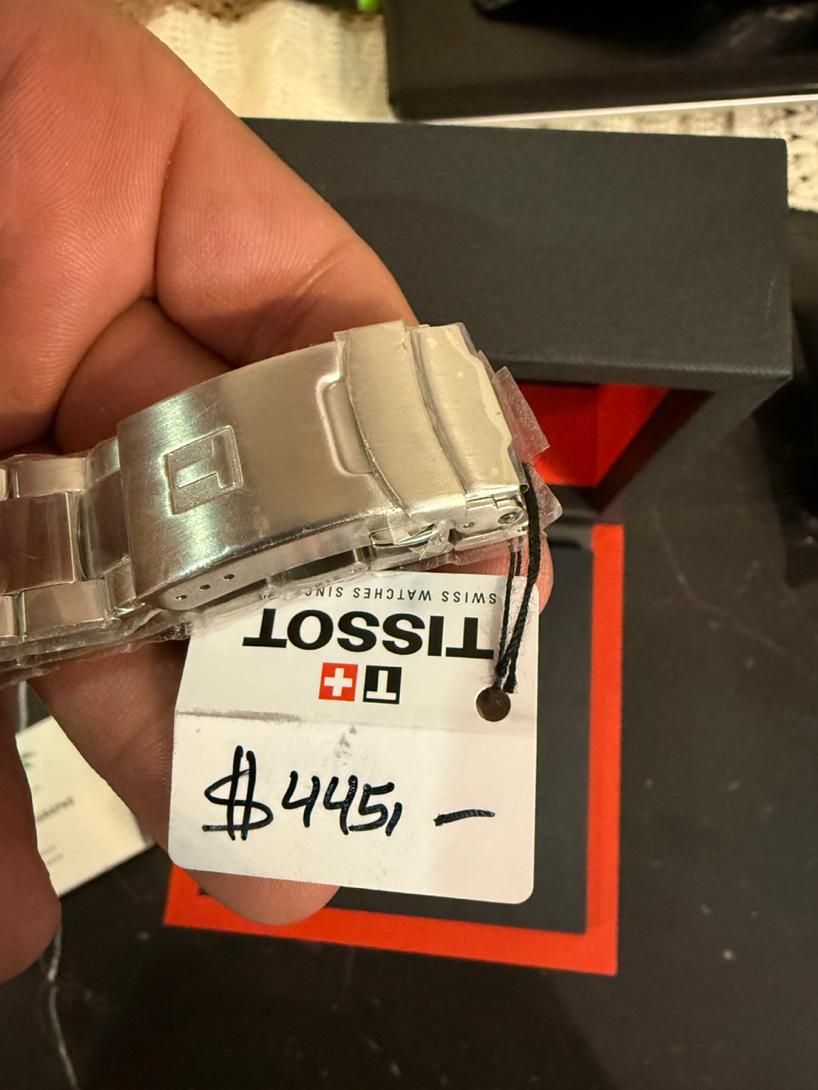 SWISS WATCHES SINC
TISSOT
T
$445,-
T